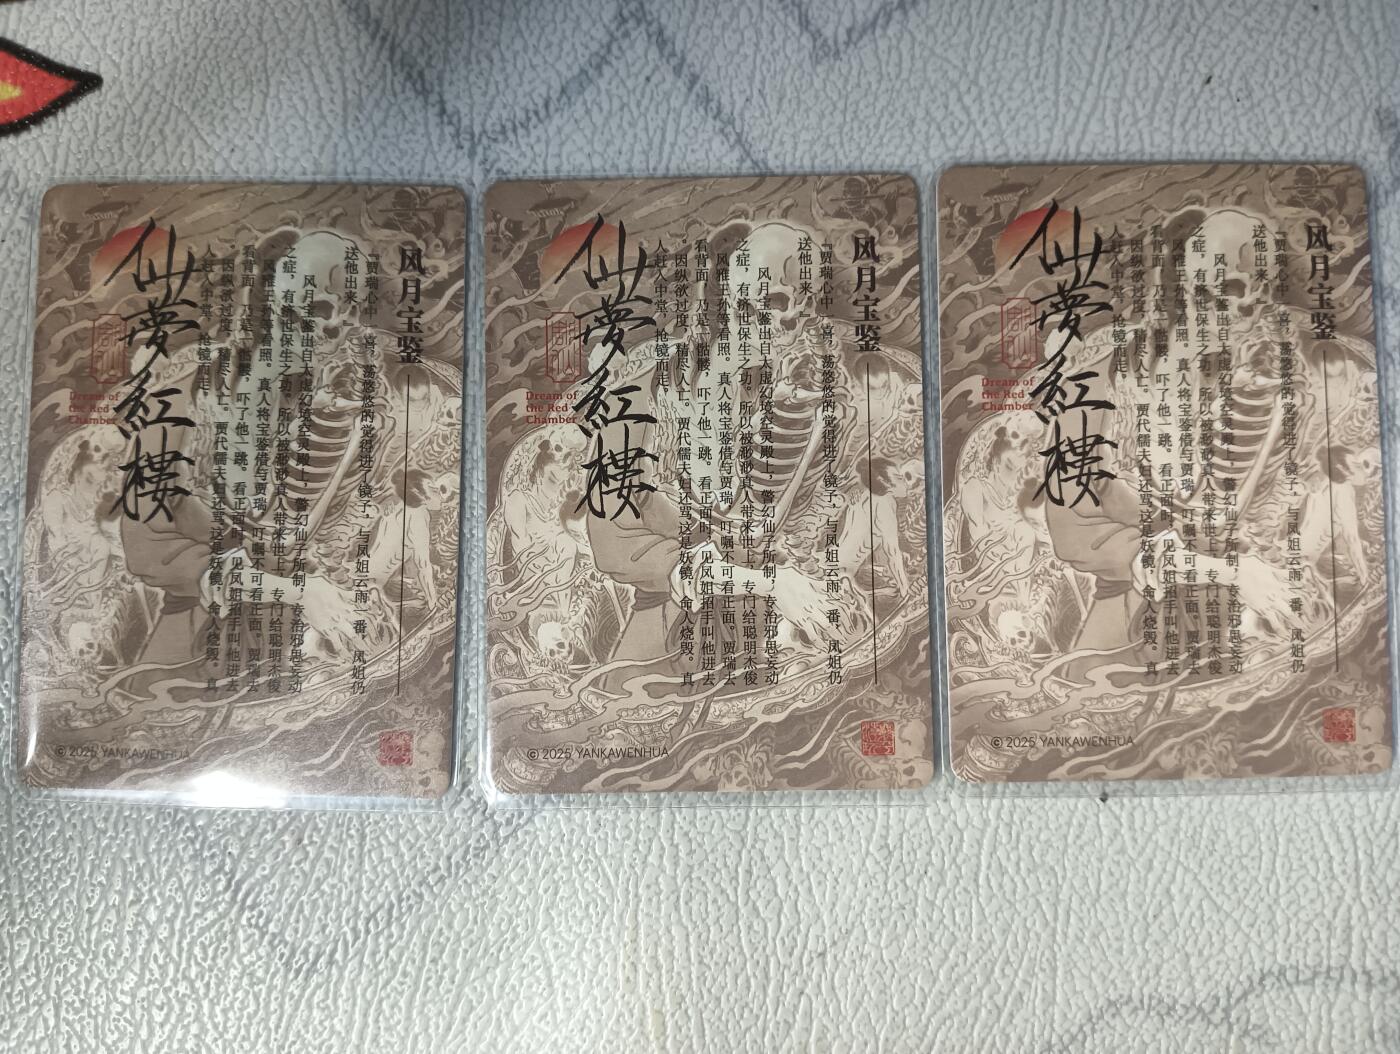 风月宝鉴
『贾瑞心中一喜，荡悠悠的觉得进了镜子，与凤姐云雨一番，凤姐仍
送他出来。』
风月宝鉴出自太虚幻境空灵殿上，警幻仙子所制，专治邪思妄动
之症，有济世保生之功。所以被渺渺真人带来世上，专门给聪明杰俊
、风雅王孙等看照。真人将宝鉴借与贾瑞，叮嘱不可看正面。贾瑞去
看背面，乃是一骷髅，吓了他一跳。看正面时，见凤姐招手叫他进去
。因纵欲过度，精尽人亡。贾代儒夫妇还骂这是妖镜，命人烧毁。真
人赶入中堂，抢镜而走。
仙夢紅樓
Dream of
the Red
Chamber
© 2025 YANKAWENHUA
风月宝鉴
『贾瑞心中一喜，荡悠悠的觉得进了镜子，与凤姐云雨一番，凤姐仍
送他出来。』
风月宝鉴出自太虚幻境空灵殿上，警幻仙子所制，专治邪思妄动
之症，有济世保生之功。所以被渺渺真人带来世上，专门给聪明杰俊
、风雅王孙等看照。真人将宝鉴借与贾瑞，叮嘱不可看正面。贾瑞去
看背面，乃是一骷髅，吓了他一跳。看正面时，见凤姐招手叫他进去
。因纵欲过度，精尽人亡。贾代儒夫妇还骂这是妖镜，命人烧毁。真
人赶入中堂，抢镜而走。
仙夢紅樓
Dream of
the Red
Chamber
© 2025 YANKAWENHUA
风月宝鉴
『贾瑞心中一喜，荡悠悠的觉得进了镜子，与凤姐云雨一番，凤姐仍
送他出来。』
风月宝鉴出自太虚幻境空灵殿上，警幻仙子所制，专治邪思妄动
之症，有济世保生之功。所以被渺渺真人带来世上，专门给聪明杰俊
、风雅王孙等看照。真人将宝鉴借与贾瑞，叮嘱不可看正面。贾瑞去
看背面，乃是一骷髅，吓了他一跳。看正面时，见凤姐招手叫他进去
。因纵欲过度，精尽人亡。贾代儒夫妇还骂这是妖镜，命人烧毁。真
人赶入中堂，抢镜而走。
仙夢紅樓
Dream of
the Red
Chamber
© 2025 YANKAWENHUA